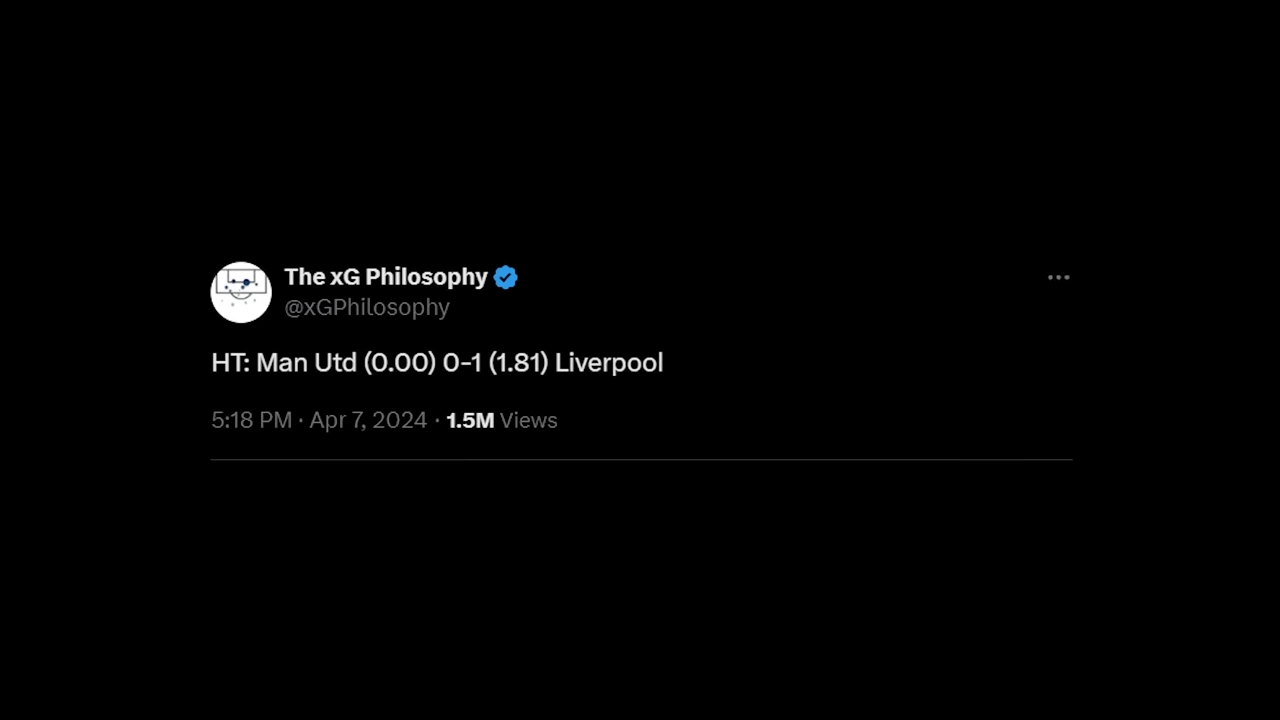 The xG Philosophy
@xGPhilosophy
HT: Man Utd (0.00) 0-1 (1.81) Liverpool
5:18 PM · Apr 7, 2024 · 1.5M Views